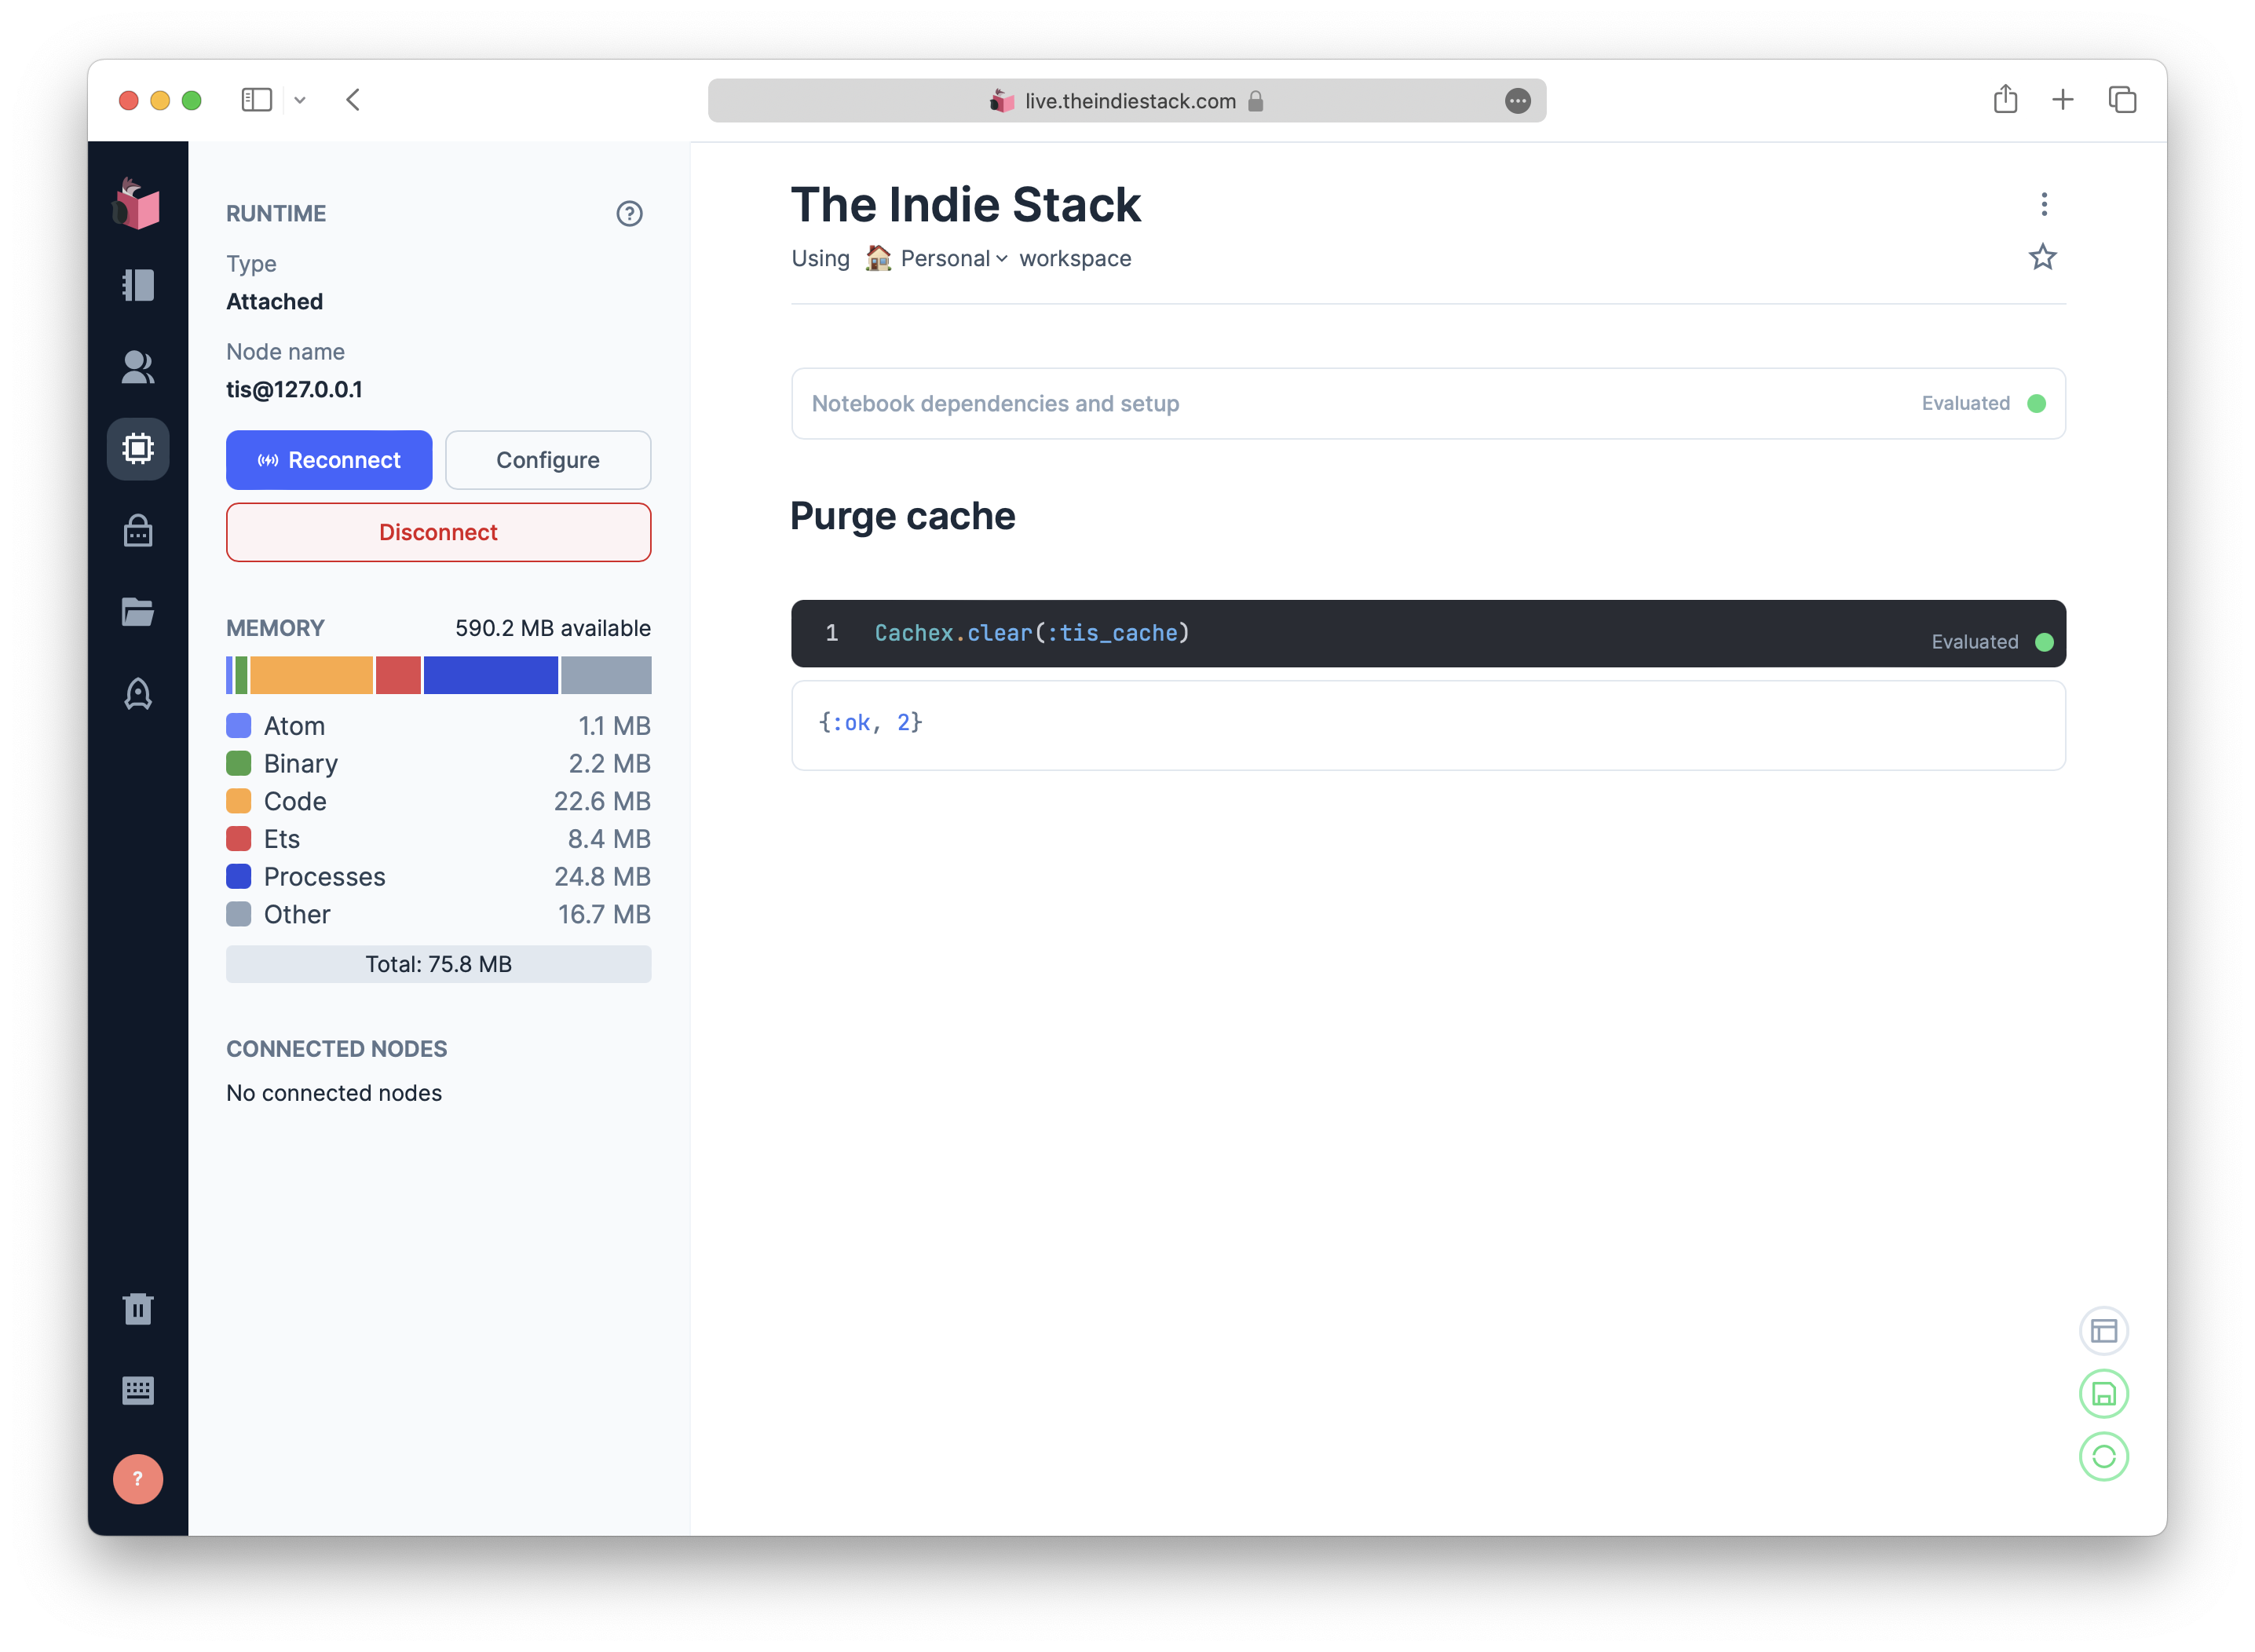 live.theindiestack.com
RUNTIME
Type
Attached
Node name
tis@127.0.0.1
Reconnect
Configure
Disconnect
MEMORY 590.2 MB available
Atom 1.1 MB
Binary 2.2 MB
Code 22.6 MB
Ets 8.4 MB
Processes 24.8 MB
Other 16.7 MB
Total: 75.8 MB
CONNECTED NODES
No connected nodes
?
The Indie Stack
Using Personal workspace
Notebook dependencies and setup Evaluated
Purge cache
1 Cachex.clear(:tis_cache)
Evaluated
{:ok, 2}